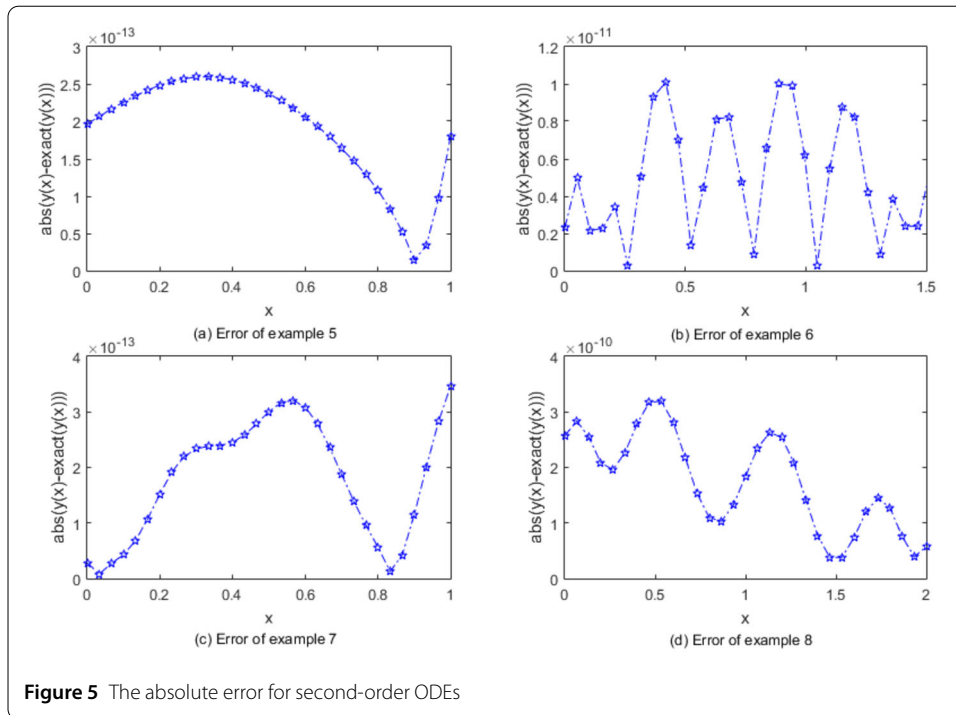 ×10^-13
3
2.5
2
1.5
1
0.5
0
0 0.2 0.4 0.6 0.8 1
abs(y(x)-exact(y(x)))
x
(a) Error of example 5
×10^-11
1.2
1
0.8
0.6
0.4
0.2
0
0 0.5 1 1.5
abs(y(x)-exact(y(x)))
x
(b) Error of example 6
×10^-13
4
3
2
1
0
0 0.2 0.4 0.6 0.8 1
abs(y(x)-exact(y(x)))
x
(c) Error of example 7
×10^-10
4
3
2
1
0
0 0.5 1 1.5 2
abs(y(x)-exact(y(x)))
x
(d) Error of example 8
Figure 5 The absolute error for second-order ODEs